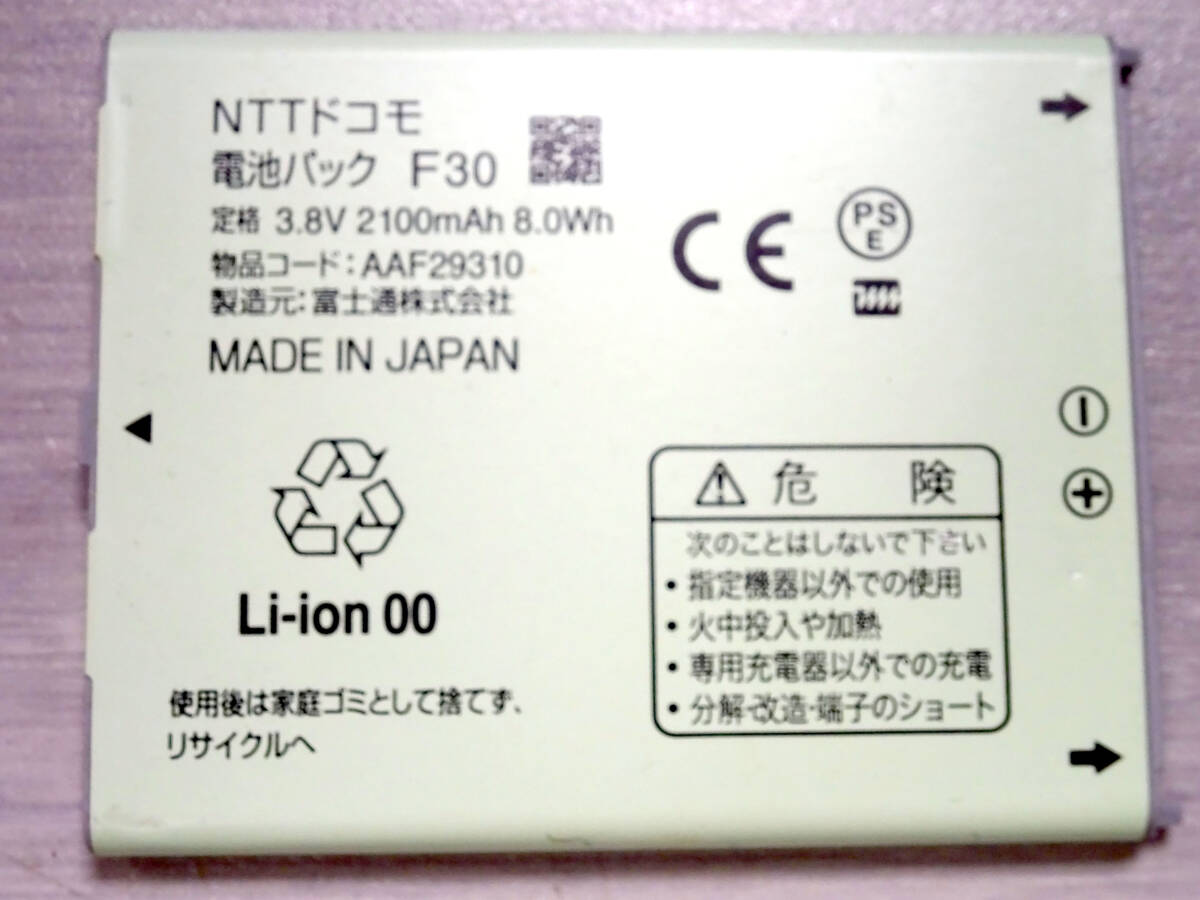 NTTドコモ
電池パック F30
定格 3.8V 2100mAh 8.0Wh
物品コード:AAF29310
製造元:富士通株式会社
MADE IN JAPAN
CE
PS
E
Li-ion 00
使用後は家庭ゴミとして捨てず、
リサイクルへ
危 険
次のことはしないで下さい
・指定機器以外での使用
・火中投入や加熱
・専用充電器以外での充電
・分解・改造・端子のショート